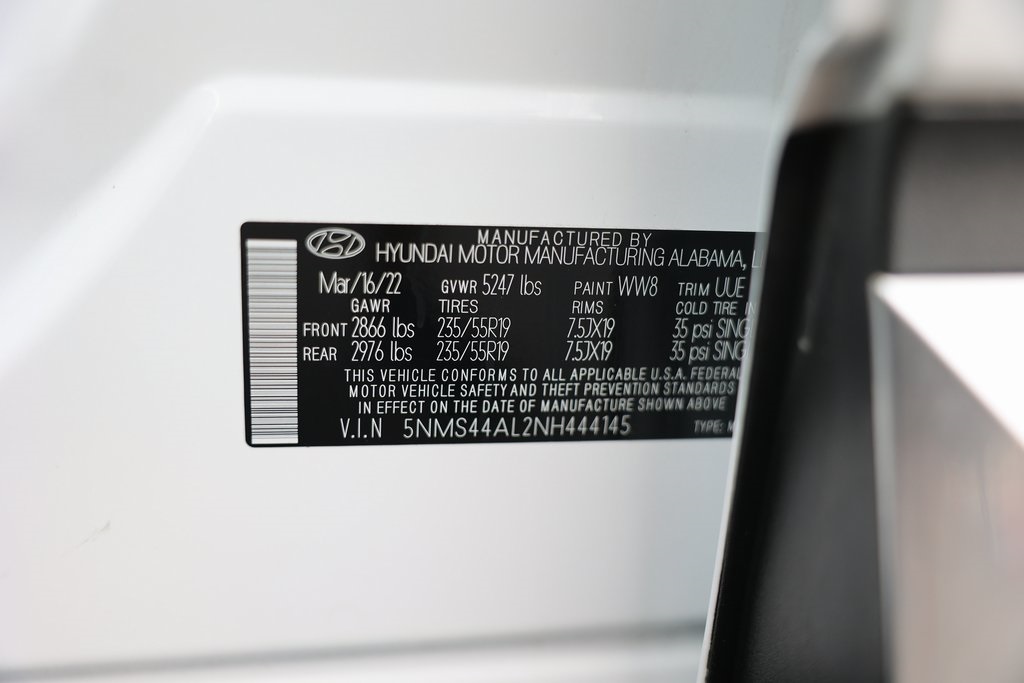 MANUFACTURED BY
HYUNDAI MOTOR MANUFACTURING ALABAMA,
Mar/16/22 GVWR 5247 lbs PAINT WW8 TRIM UUE
GAWR TIRES RIMS COLD TIRE
FRONT 2866 lbs 235/55R19 7.5JX19 35 psi
REAR 2976 lbs 235/55R19 7.5JX19 35 psi
THIS VEHICLE CONFORMS TO ALL APPLICABLE U.S.A. FEDERAL
MOTOR VEHICLE SAFETY AND THEFT PREVENTION STANDARDS
IN EFFECT ON THE DATE OF MANUFACTURE SHOWN ABOVE
V.I.N 5NMS44AL2NH444145 TYPE: